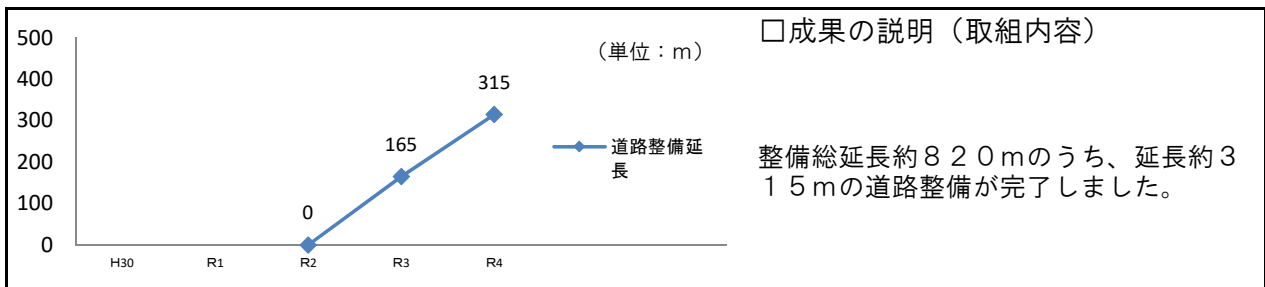 500
400
300
200
100
0
H30
R1
R2
R3
R4
0
165
315
（単位：ｍ）
道路整備延
長
□成果の説明（取組内容）
整備総延長約８２０ｍのうち、延長約３
１５ｍの道路整備が完了しました。